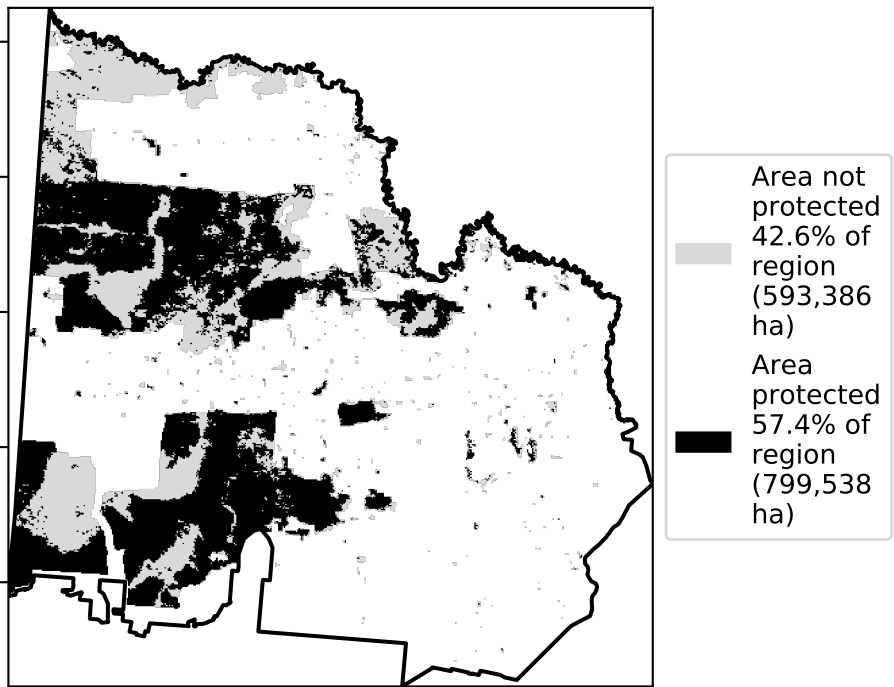 Area not
protected
42.6% of
region
(593,386
ha)
Area
protected
57.4% of
region
(799,538
ha)